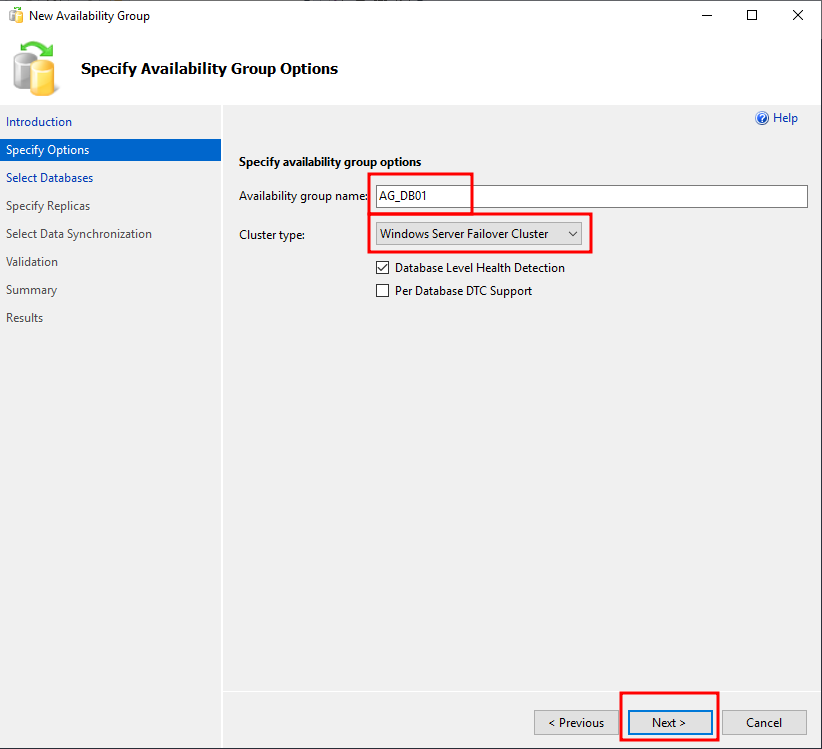 New Availability Group
Specify Availability Group Options
Introduction
Specify Options
Select Databases
Specify Replicas
Select Data Synchronization
Validation
Summary
Results
Help
Specify availability group options
Availability group name: AG_DB01
Cluster type: Windows Server Failover Cluster
Database Level Health Detection
Per Database DTC Support
< Previous Next > Cancel